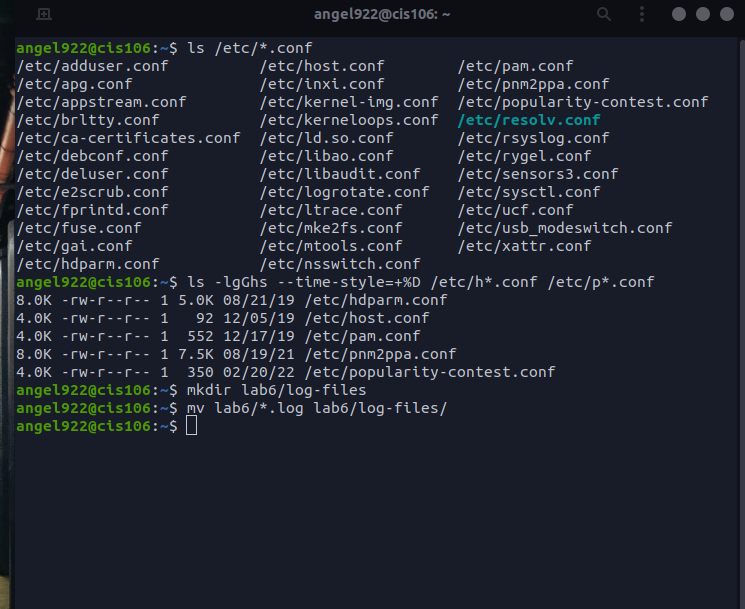 angel922@cis106: ~
angel922@cis106:~$ ls /etc/*.conf
/etc/adduser.conf          /etc/host.conf        /etc/pam.conf
/etc/apg.conf              /etc/inxi.conf        /etc/pnm2ppa.conf
/etc/appstream.conf        /etc/kernel-img.conf  /etc/popularity-contest.conf
/etc/brltty.conf           /etc/kerneloops.conf  /etc/resolv.conf
/etc/ca-certificates.conf  /etc/ld.so.conf       /etc/rsyslog.conf
/etc/debconf.conf          /etc/libao.conf       /etc/rygel.conf
/etc/deluser.conf          /etc/libaudit.conf    /etc/sensors3.conf
/etc/e2scrub.conf          /etc/logrotate.conf   /etc/sysctl.conf
/etc/fprintd.conf          /etc/ltrace.conf      /etc/ucf.conf
/etc/fuse.conf             /etc/mke2fs.conf      /etc/usb_modeswitch.conf
/etc/gai.conf              /etc/mtools.conf      /etc/xattr.conf
/etc/hdparm.conf           /etc/nsswitch.conf
angel922@cis106:~$ ls -lgGhs --time-style=+%D /etc/h*.conf /etc/p*.conf
8.0K -rw-r--r-- 1 5.0K 08/21/19 /etc/hdparm.conf
4.0K -rw-r--r-- 1   92 12/05/19 /etc/host.conf
4.0K -rw-r--r-- 1  552 12/17/19 /etc/pam.conf
8.0K -rw-r--r-- 1 7.5K 08/19/21 /etc/pnm2ppa.conf
4.0K -rw-r--r-- 1  350 02/20/22 /etc/popularity-contest.conf
angel922@cis106:~$ mkdir lab6/log-files
angel922@cis106:~$ mv lab6/*.log lab6/log-files/
angel922@cis106:~$